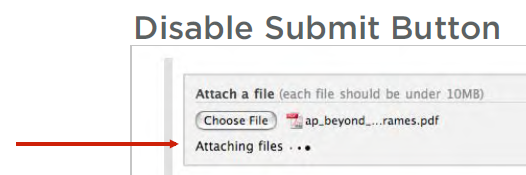 Disable Submit Button
Attach a file (each file should be under 10MB)
Choose File ap_beyond_...rames.pdf
Attaching files ···